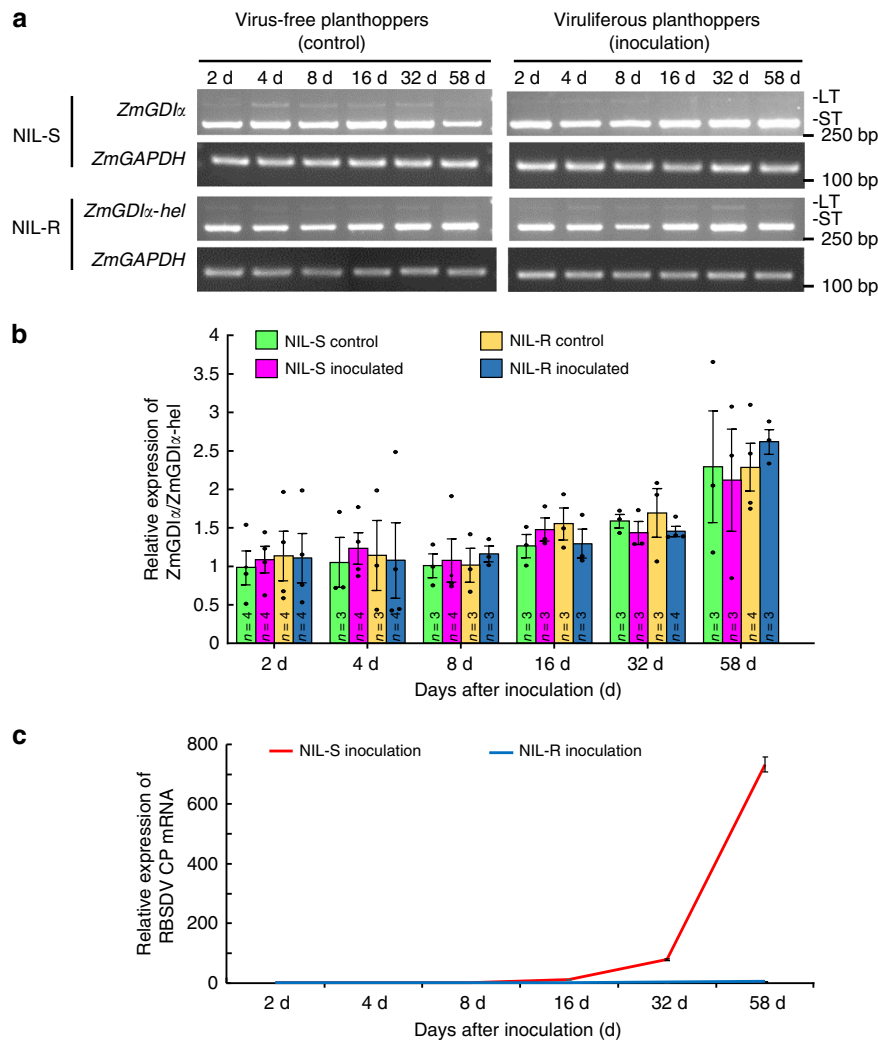 a
Virus-free planthoppers
(control)
Viruliferous planthoppers
(inoculation)
2 d 4 d 8 d 16 d 32 d 58 d
2 d 4 d 8 d 16 d 32 d 58 d
NIL-S
ZmGDIα
-LT
-ST
250 bp
ZmGAPDH
100 bp
NIL-R
ZmGDIα-hel
-LT
-ST
250 bp
ZmGAPDH
100 bp
b
Relative expression of
ZmGDIα/ZmGDIα-hel
4
3.5
3
2.5
2
1.5
1
0.5
0
NIL-S control
NIL-R control
NIL-S inoculated
NIL-R inoculated
n = 4 n = 4 n = 4 n = 4
n = 3 n = 4 n = 3 n = 4
n = 3 n = 4 n = 3 n = 3
n = 3 n = 3 n = 3 n = 3
n = 3 n = 3 n = 3 n = 4
n = 3 n = 3 n = 4 n = 3
2 d 4 d 8 d 16 d 32 d 58 d
Days after inoculation (d)
c
Relative expression of
RBSDV CP mRNA
800
600
400
200
100
0
NIL-S inoculation
NIL-R inoculation
2 d 4 d 8 d 16 d 32 d 58 d
Days after inoculation (d)